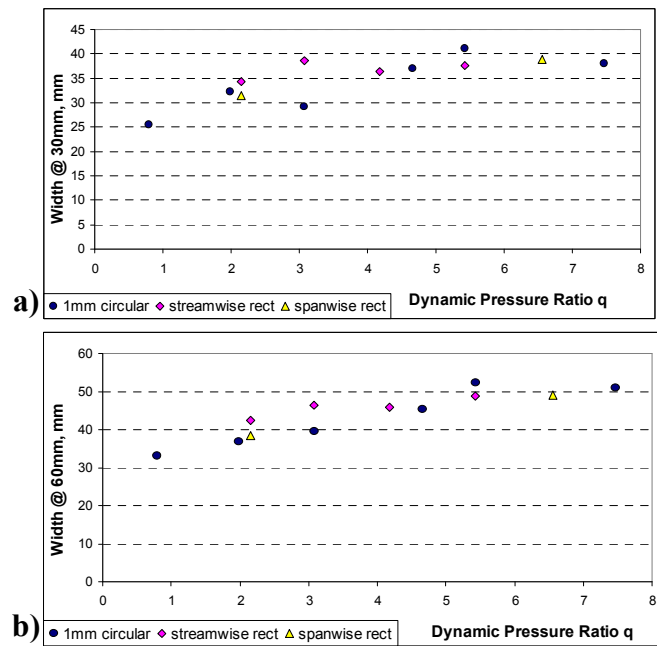 45
40
35
30
25
20
15
10
5
0
Width @ 30mm, mm
0 1 2 3 4 5 6 7 8
a) 1mm circular streamwise rect spanwise rect Dynamic Pressure Ratio q
60
50
40
30
20
10
0
Width @ 60mm, mm
0 1 2 3 4 5 6 7 8
b) 1mm circular streamwise rect spanwise rect Dynamic Pressure Ratio q